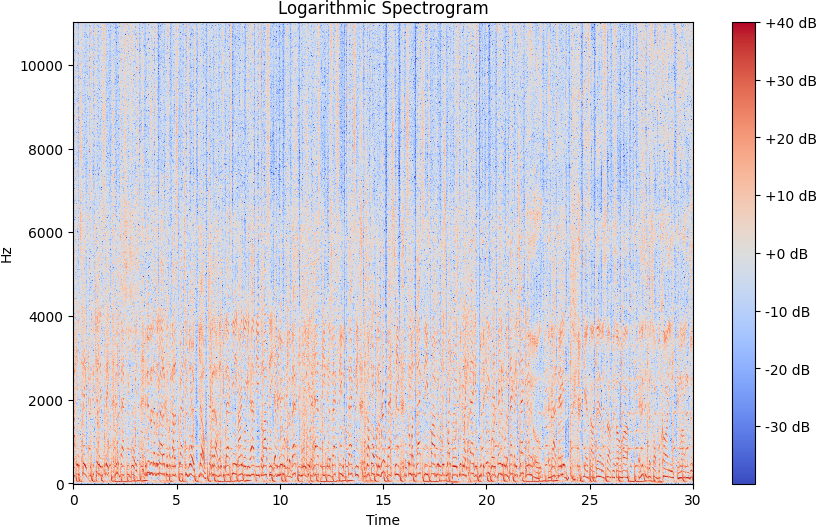 Logarithmic Spectrogram
+40 dB
+30 dB
+20 dB
+10 dB
+0 dB
-10 dB
-20 dB
-30 dB
10000
8000
6000
4000
2000
0
Hz
0 5 10 15 20 25 30
Time